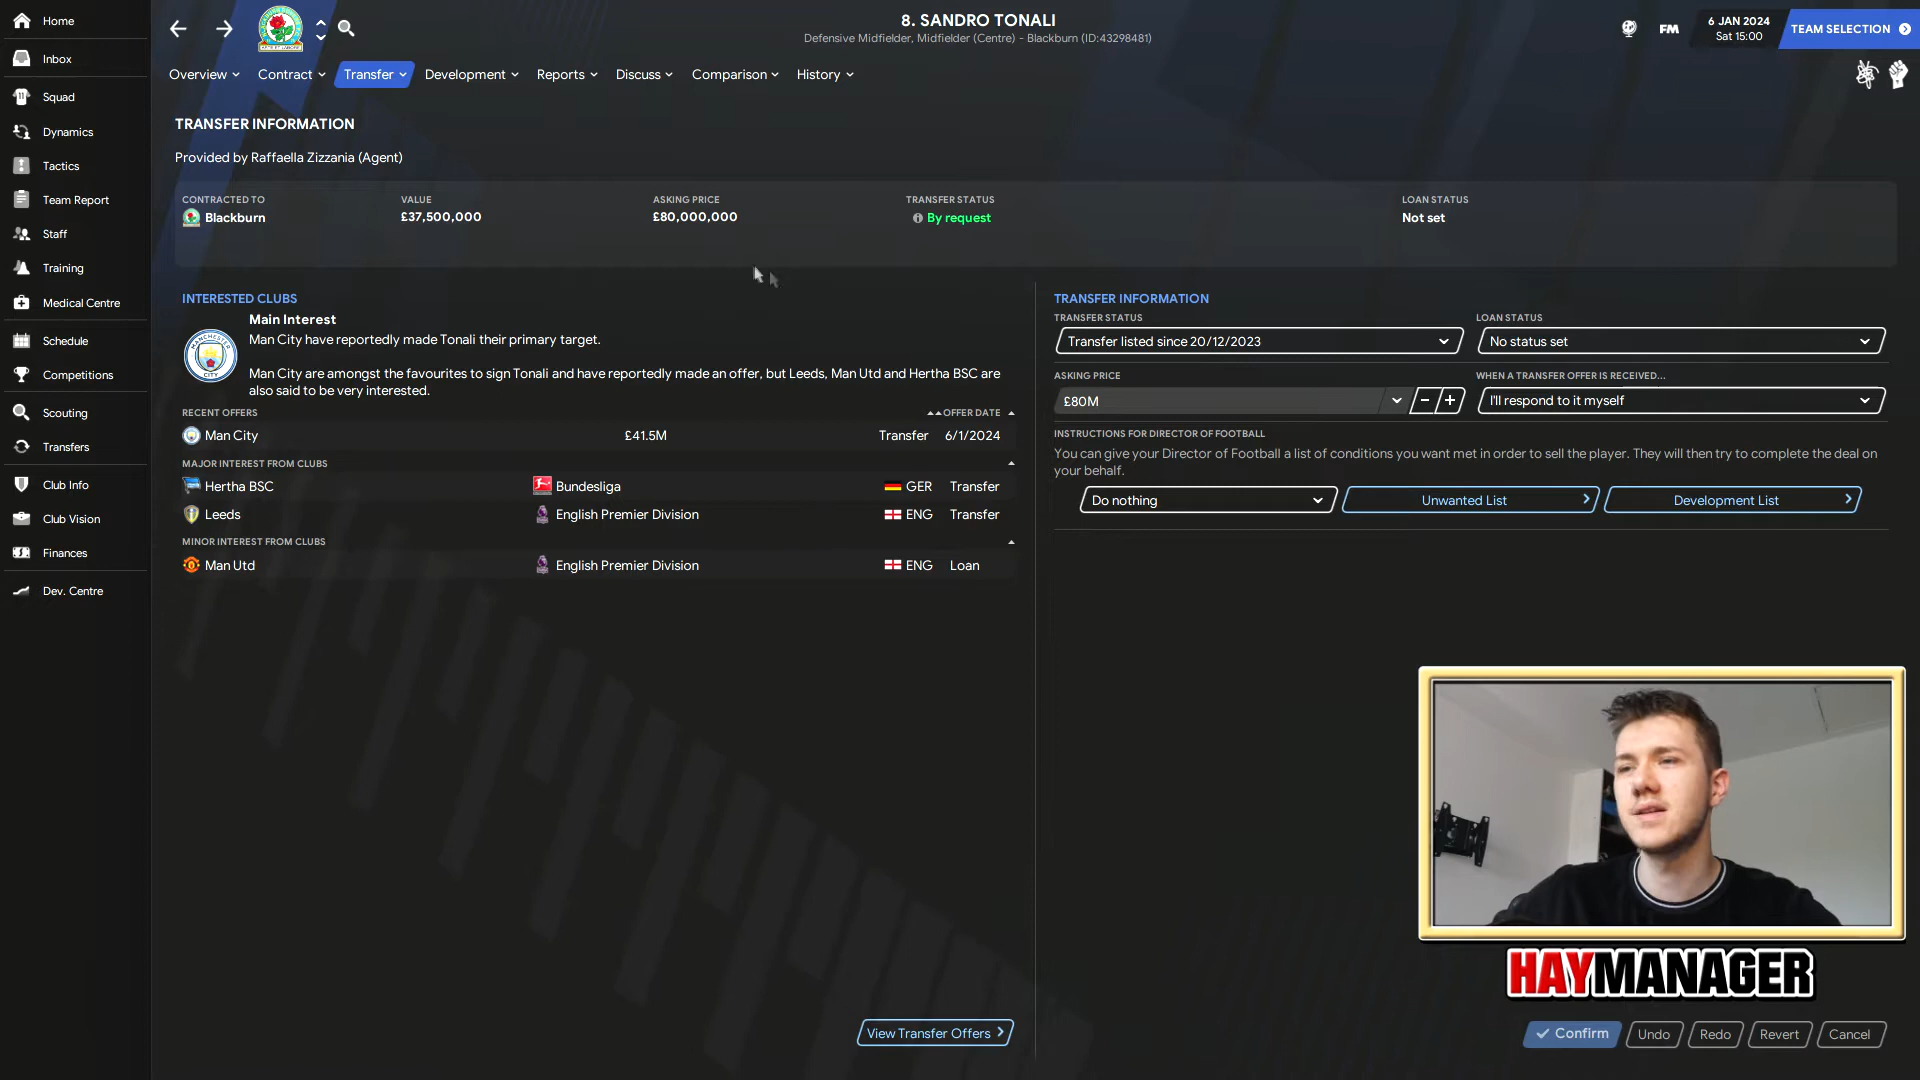 Home
Inbox
Squad
Dynamics
Tactics
Team Report
Staff
Training
Medical Centre
Schedule
Competitions
Scouting
Transfers
Club Info
Club Vision
Finances
Dev. Centre
8. SANDRO TONALI
Defensive Midfielder, Midfielder (Centre) - Blackburn (ID:43298481)
FM
6 JAN 2024
Sat 15:00
TEAM SELECTION
Overview Contract Transfer Development Reports Discuss Comparison History
TRANSFER INFORMATION
Provided by Raffaella Zizzania (Agent)
CONTRACTED TO VALUE ASKING PRICE TRANSFER STATUS LOAN STATUS
Blackburn £37,500,000 £80,000,000 By request Not set
INTERESTED CLUBS
Main Interest
Man City have reportedly made Tonali their primary target.
Man City are amongst the favourites to sign Tonali and have reportedly made an offer, but Leeds, Man Utd and Hertha BSC are
also said to be very interested.
RECENT OFFERS OFFER DATE
Man City £41.5M Transfer 6/1/2024
MAJOR INTEREST FROM CLUBS
Hertha BSC Bundesliga GER Transfer
Leeds English Premier Division ENG Transfer
MINOR INTEREST FROM CLUBS
Man Utd English Premier Division ENG Loan
View Transfer Offers
TRANSFER INFORMATION
TRANSFER STATUS LOAN STATUS
Transfer listed since 20/12/2023 No status set
ASKING PRICE WHEN A TRANSFER OFFER IS RECEIVED...
£80M I'll respond to it myself
INSTRUCTIONS FOR DIRECTOR OF FOOTBALL
You can give your Director of Football a list of conditions you want met in order to sell the player. They will then try to complete the deal on
your behalf.
Do nothing Unwanted List Development List
HAYMANAGER
Confirm Undo Redo Revert Cancel